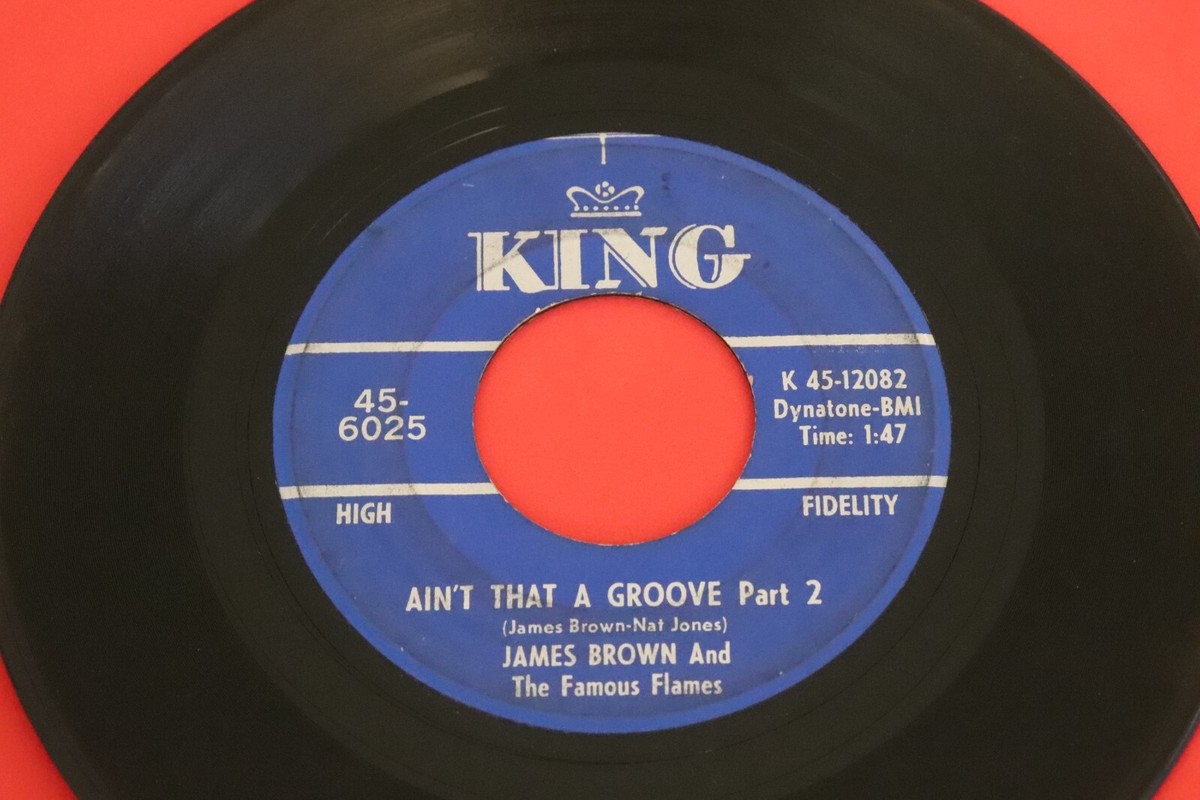 KING
45-
6025
K 45-12082
Dynatone-BMI
Time: 1:47
HIGH
FIDELITY
AIN'T THAT A GROOVE Part 2
(James Brown-Nat Jones)
JAMES BROWN And
The Famous Flames